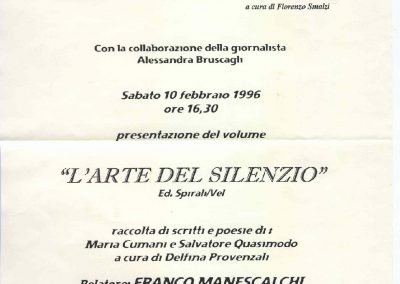 a cura di Florenzo Smalzi
Con la collaborazione della giornalista
Alessandra Bruscagli
Sabato 10 febbraio 1996
ore 16,30
presentazione del volume
"L'ARTE DEL SILENZIO"
Ed. Spirali/Vel
raccolta di scritti e poesie di :
Maria Cumani e Salvatore Quasimodo
a cura di Delfina Provenzali
Relatore: FRANCO MANESCALCHI